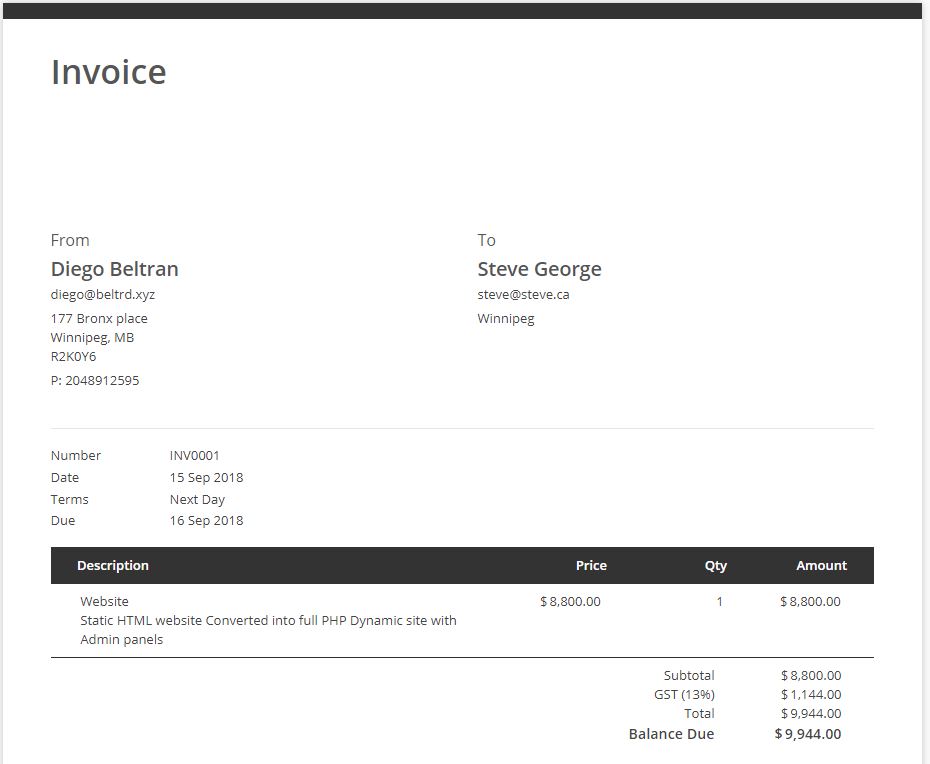 Invoice
From
Diego Beltran
diego@beltrd.xyz
177 Bronx place
Winnipeg, MB
R2K0Y6
P: 2048912595
To
Steve George
steve@steve.ca
Winnipeg
Number INV0001
Date 15 Sep 2018
Terms Next Day
Due 16 Sep 2018
Description Price Qty Amount
Website $8,800.00 1 $8,800.00
Static HTML website Converted into full PHP Dynamic site with
Admin panels
Subtotal $8,800.00
GST (13%) $1,144.00
Total $9,944.00
Balance Due $9,944.00